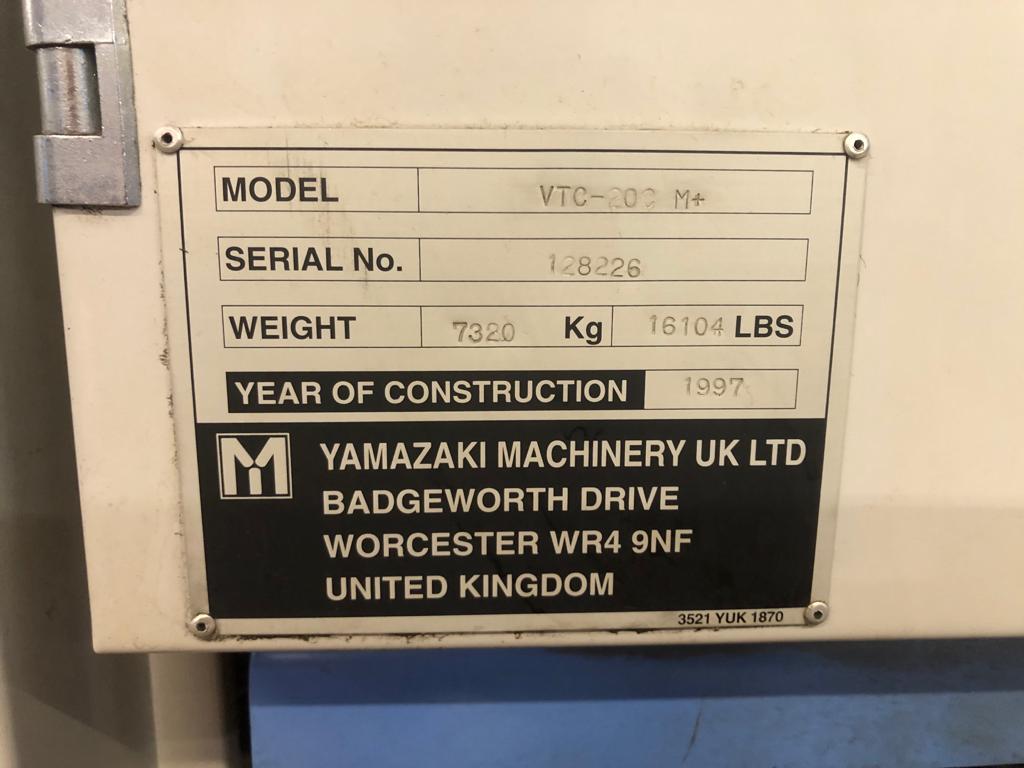 MODEL VTC-20C M+
SERIAL No. 128226
WEIGHT 7320 Kg 16104 LBS
YEAR OF CONSTRUCTION 1997
YAMAZAKI MACHINERY UK LTD
BADGEWORTH DRIVE
WORCESTER WR4 9NF
UNITED KINGDOM
3521 YUK 1870